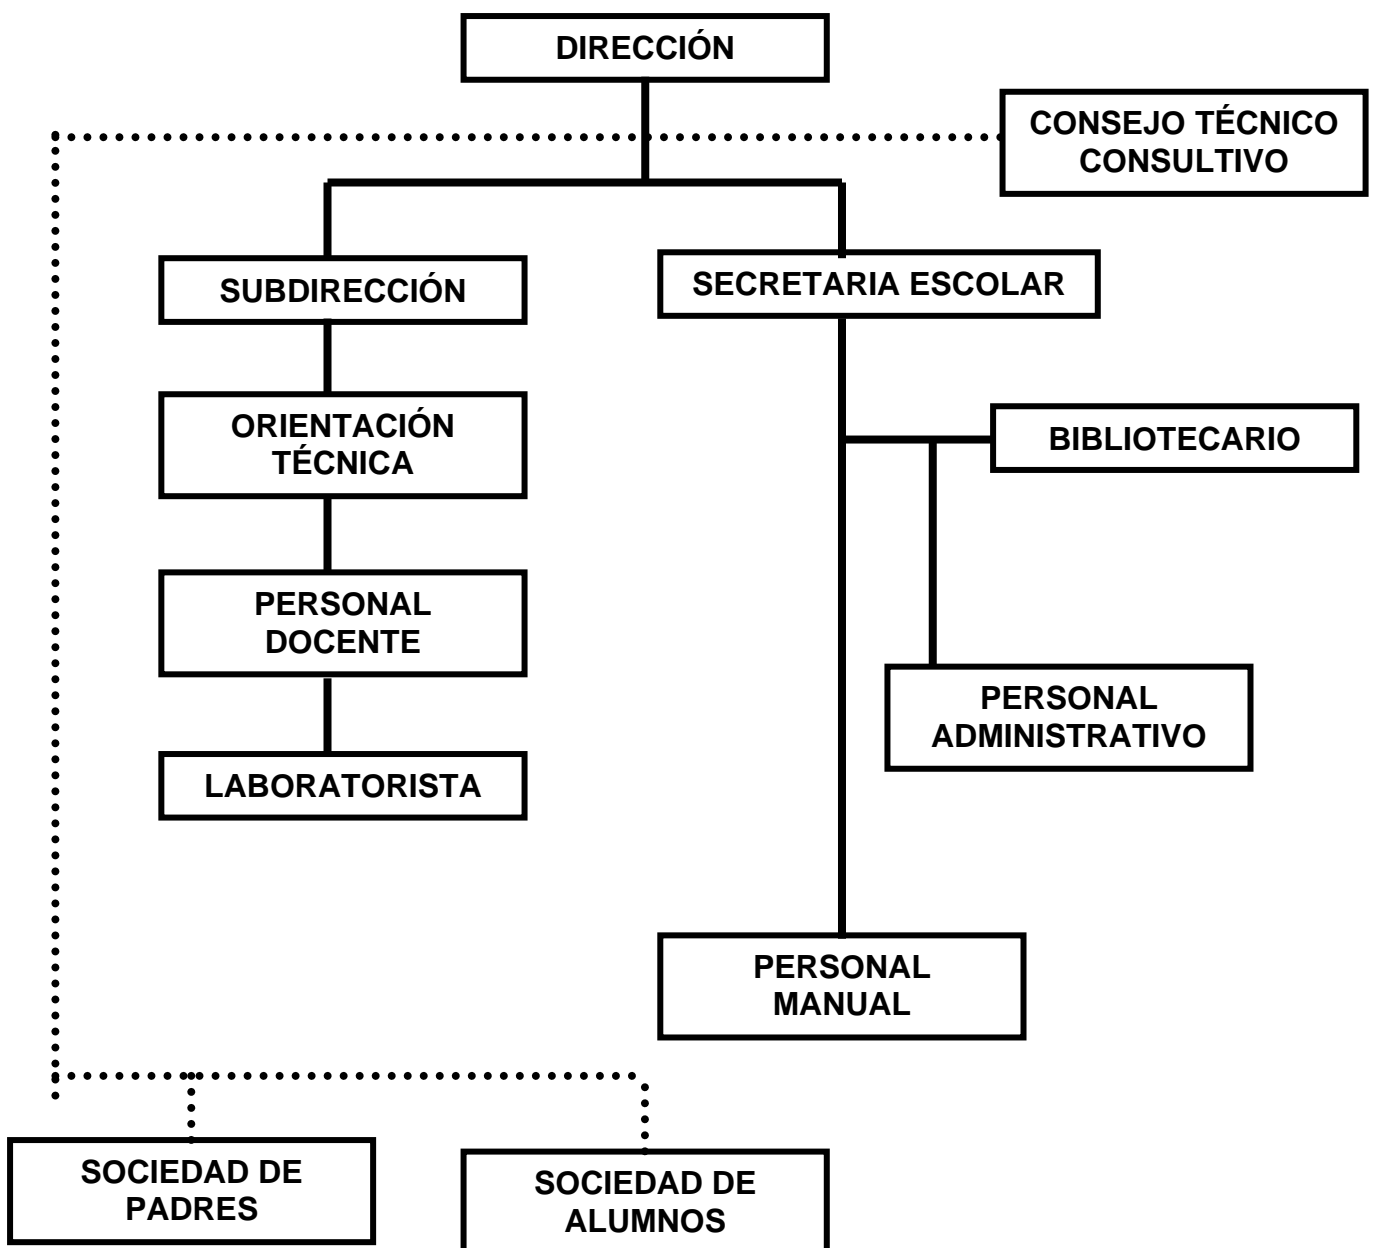 DIRECCIÓN
CONSEJO TÉCNICO
CONSULTIVO
SUBDIRECCIÓN
SECRETARIA ESCOLAR
ORIENTACIÓN
TÉCNICA
BIBLIOTECARIO
PERSONAL
DOCENTE
PERSONAL
ADMINISTRATIVO
LABORATORISTA
PERSONAL
MANUAL
SOCIEDAD DE
PADRES
SOCIEDAD DE
ALUMNOS